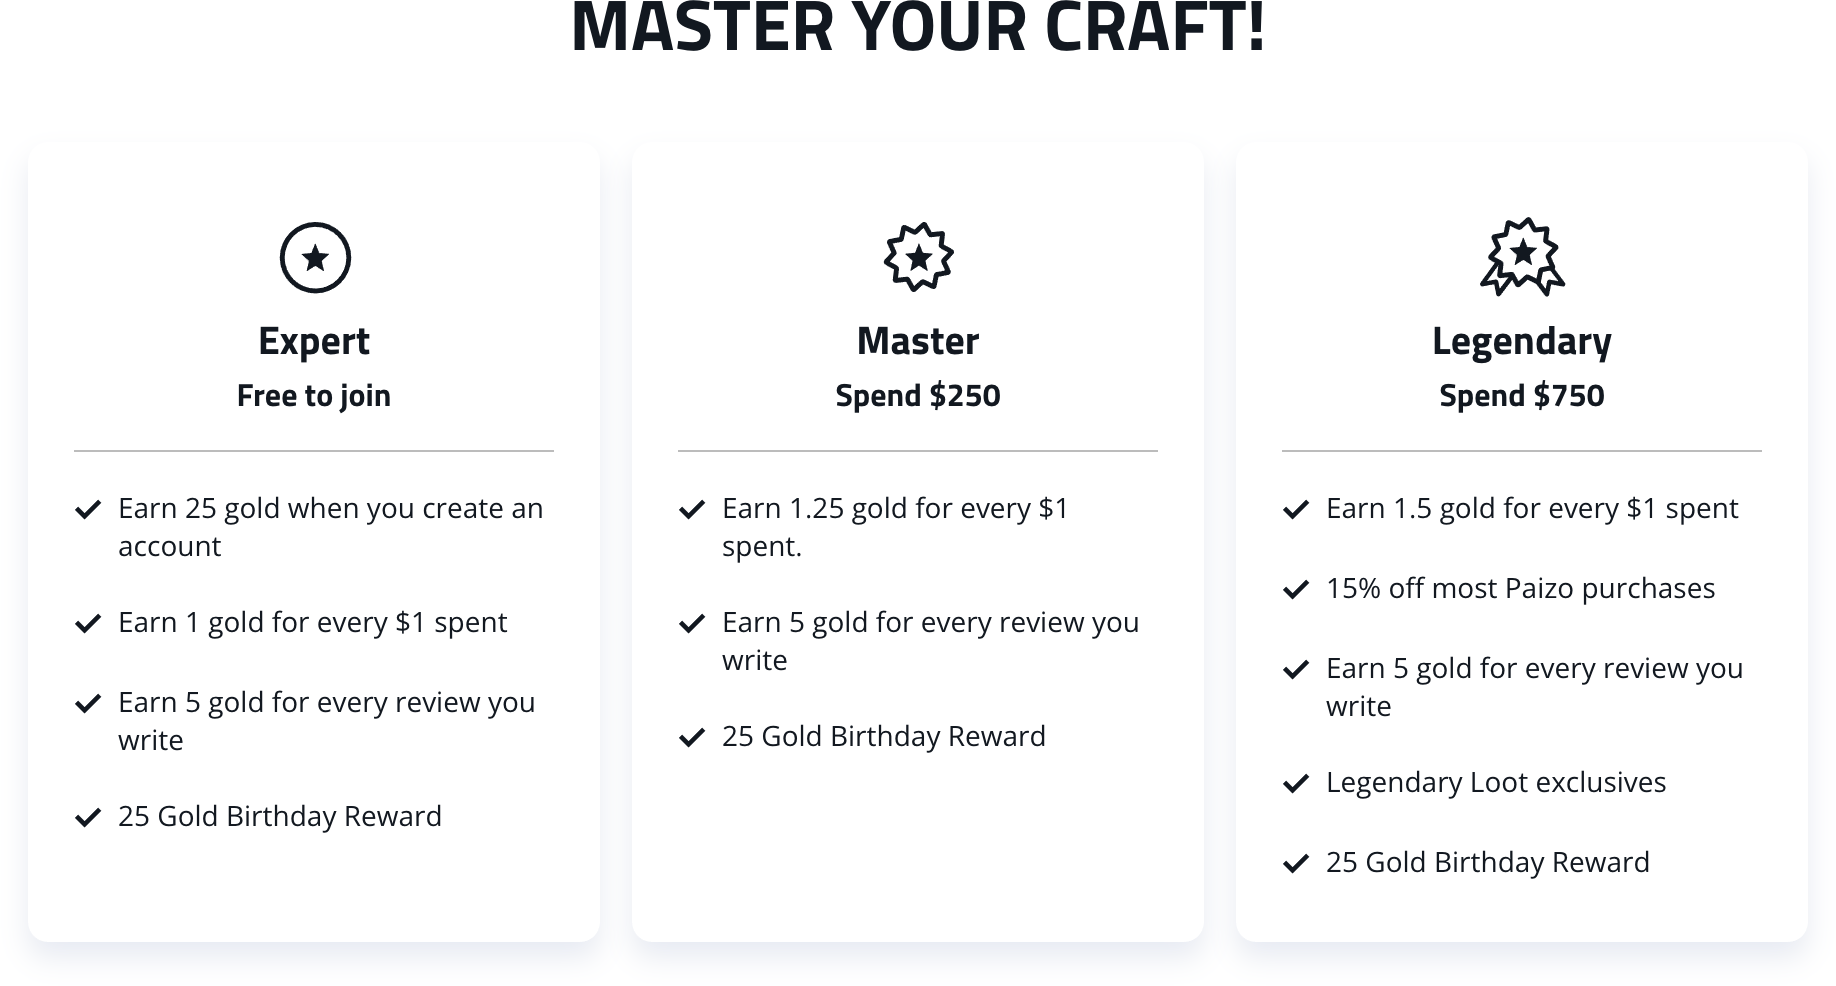 MASTER YOUR CRAFT!
Expert
Free to join
Earn 25 gold when you create an
account
Earn 1 gold for every $1 spent
Earn 5 gold for every review you
write
25 Gold Birthday Reward
Master
Spend $250
Earn 1.25 gold for every $1
spent.
Earn 5 gold for every review you
write
25 Gold Birthday Reward
Legendary
Spend $750
Earn 1.5 gold for every $1 spent
15% off most Paizo purchases
Earn 5 gold for every review you
write
Legendary Loot exclusives
25 Gold Birthday Reward